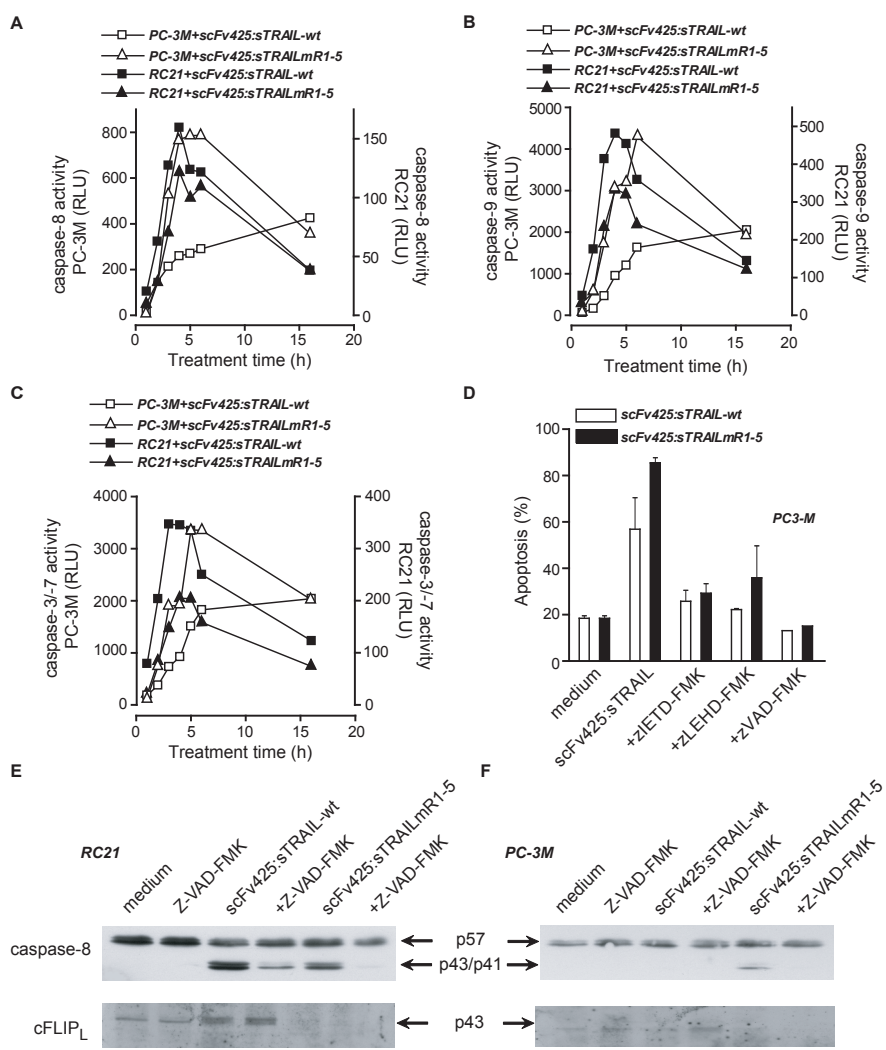 A
PC-3M+scFv425:sTRAIL-wt
PC-3M+scFv425:sTRAILmR1-5
RC21+scFv425:sTRAIL-wt
RC21+scFv425:sTRAILmR1-5
800
600
400
200
0
150
100
50
0
caspase-8 activity
PC-3M (RLU)
caspase-8 activity
RC21 (RLU)
0 5 10 15 20
Treatment time (h)
B
PC-3M+scFv425:sTRAIL-wt
PC-3M+scFv425:sTRAILmR1-5
RC21+scFv425:sTRAIL-wt
RC21+scFv425:sTRAILmR1-5
5000
4000
3000
2000
1000
0
500
400
300
200
100
0
caspase-9 activity
PC-3M (RLU)
caspase-9 activity
RC21 (RLU)
0 5 10 15 20
Treatment time (h)
C
PC-3M+scFv425:sTRAIL-wt
PC-3M+scFv425:sTRAILmR1-5
RC21+scFv425:sTRAIL-wt
RC21+scFv425:sTRAILmR1-5
4000
3000
2000
1000
0
400
300
200
100
0
caspase-3/-7 activity
PC-3M (RLU)
caspase-3/-7 activity
RC21 (RLU)
0 5 10 15 20
Treatment time (h)
D
scFv425:sTRAIL-wt
scFv425:sTRAILmR1-5
100
80
60
40
20
0
Apoptosis (%)
PC3-M
medium
scFv425:sTRAIL
+zIETD-FMK
+zLEHD-FMK
+zVAD-FMK
E
RC21
medium
Z-VAD-FMK
scFv425:sTRAIL-wt
+Z-VAD-FMK
scFv425:sTRAILmR1-5
+Z-VAD-FMK
F
PC-3M
medium
Z-VAD-FMK
scFv425:sTRAIL-wt
+Z-VAD-FMK
scFv425:sTRAILmR1-5
+Z-VAD-FMK
caspase-8
p57
p43/p41
cFLIPL
p43